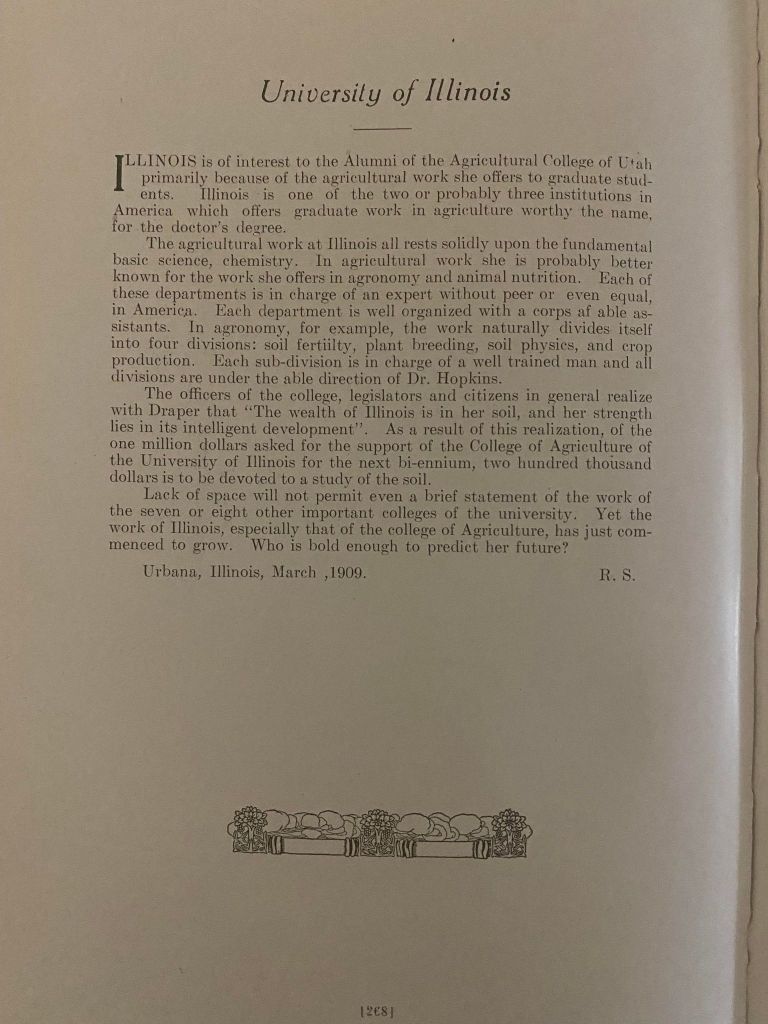 University of Illinois
ILLINOIS is of interest to the Alumni of the Agricultural College of Utah
primarily because of the agricultural work she offers to graduate stud-
ents. Illinois is one of the two or probably three institutions in
America which offers graduate work in agriculture worthy the name,
for the doctor's degree.
The agricultural work at Illinois all rests solidly upon the fundamental
basic science, chemistry. In agricultural work she is probably better
known for the work she offers in agronomy and animal nutrition. Each of
these departments is in charge of an expert without peer or even equal,
in America. Each department is well organized with a corps af able as-
sistants. In agronomy, for example, the work naturally divides itself
into four divisions: soil fertiilty, plant breeding, soil physics, and crop
production. Each sub-division is in charge of a well trained man and all
divisions are under the able direction of Dr. Hopkins.
The officers of the college, legislators and citizens in general realize
with Draper that "The wealth of Illinois is in her soil, and her strength
lies in its intelligent development". As a result of this realization, of the
one million dollars asked for the support of the College of Agriculture of
the University of Illinois for the next bi-ennium, two hundred thousand
dollars is to be devoted to a study of the soil.
Lack of space will not permit even a brief statement of the work of
the seven or eight other important colleges of the university. Yet the
work of Illinois, especially that of the college of Agriculture, has just com-
menced to grow. Who is bold enough to predict her future?
Urbana, Illinois, March ,1909. R. S.
[268]